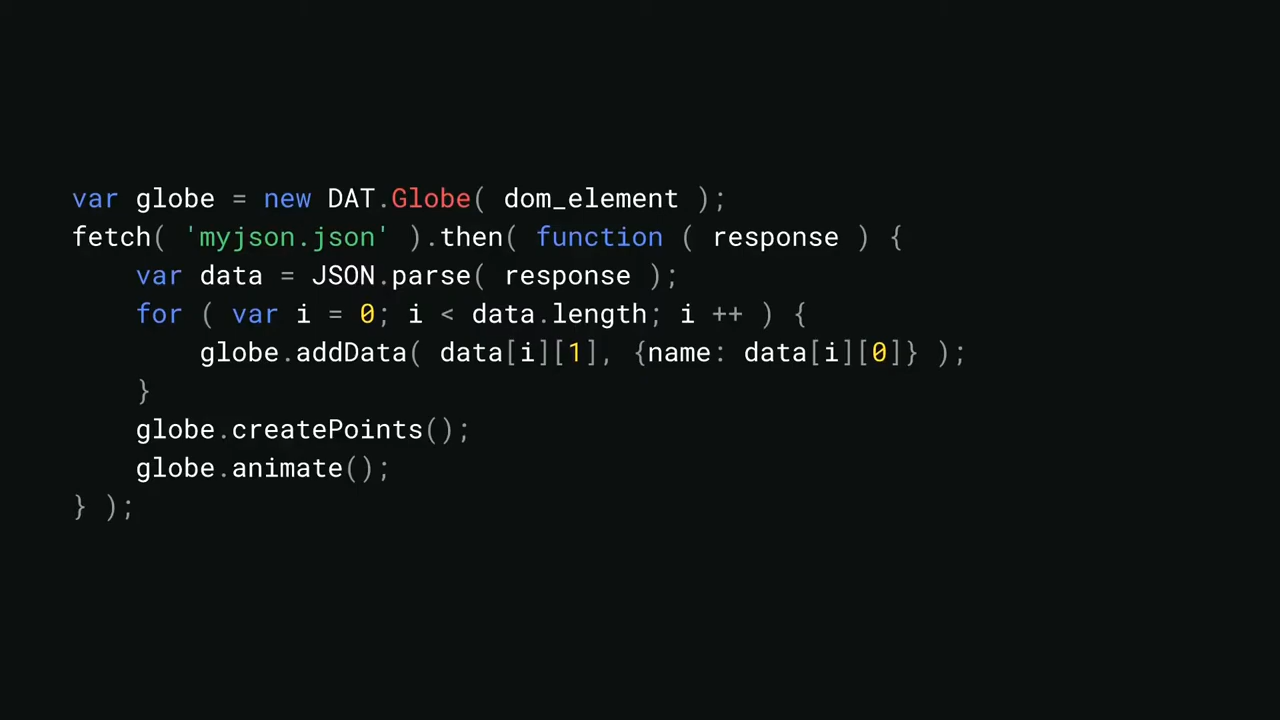 var globe = new DAT.Globe( dom_element );
fetch( 'myjson.json' ).then( function ( response ) {
    var data = JSON.parse( response );
    for ( var i = 0; i < data.length; i ++ ) {
        globe.addData( data[i][1], {name: data[i][0]} );
    }
    globe.createPoints();
    globe.animate();
} );